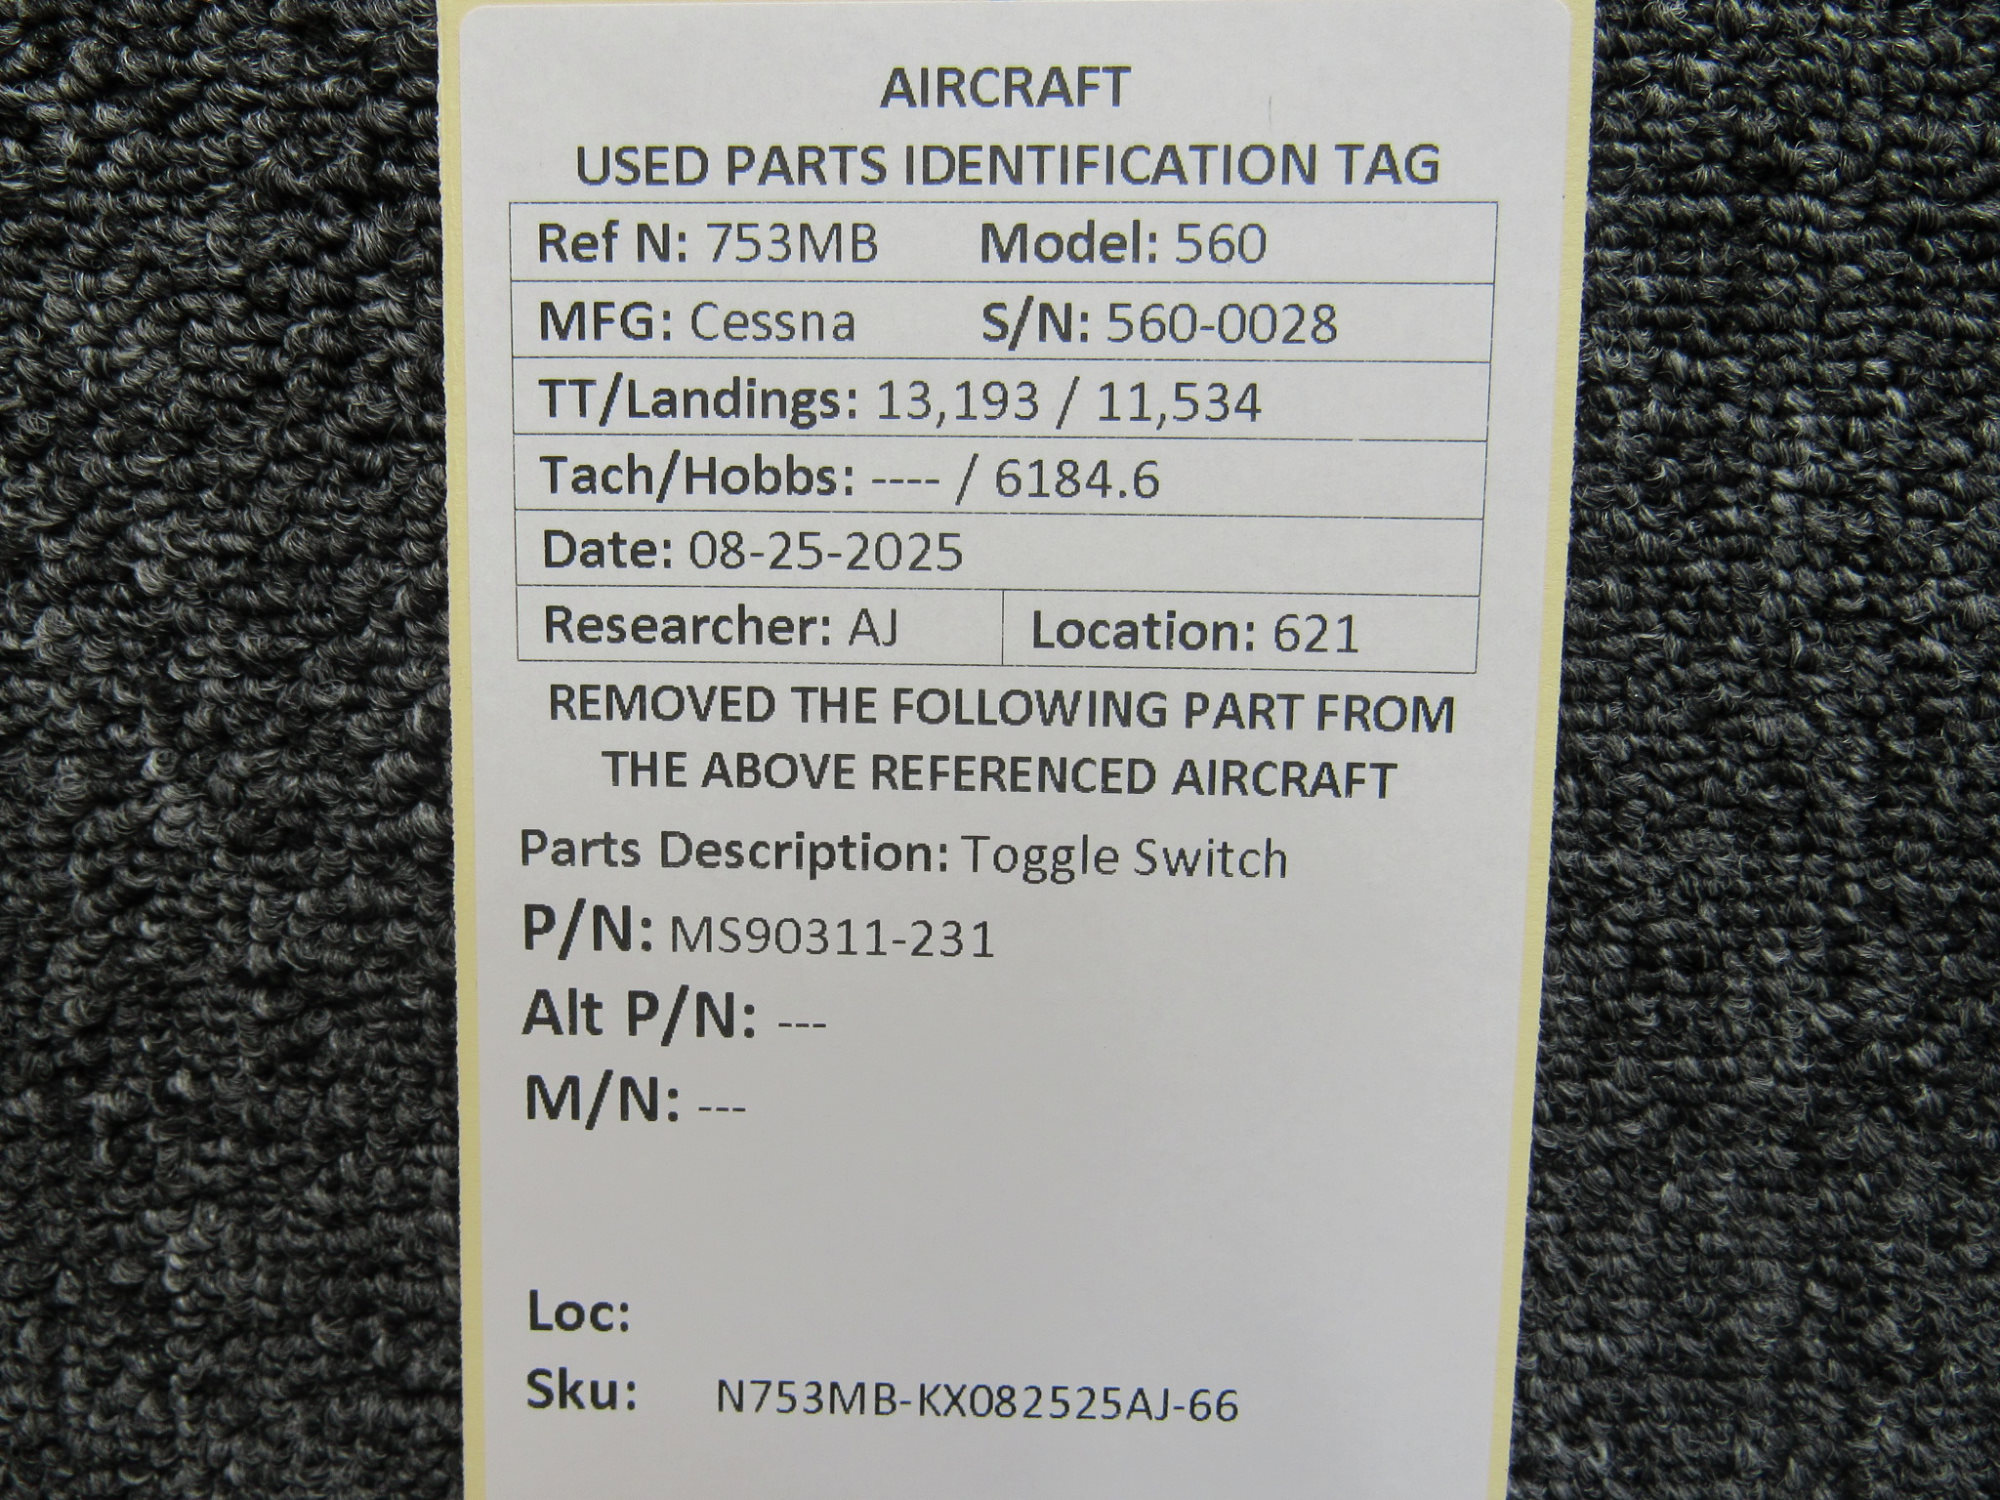 AIRCRAFT
USED PARTS IDENTIFICATION TAG
Ref N: 753MB Model: 560
MFG: Cessna S/N: 560-0028
TT/Landings: 13,193 / 11,534
Tach/Hobbs: ---- / 6184.6
Date: 08-25-2025
Researcher: AJ Location: 621
REMOVED THE FOLLOWING PART FROM
THE ABOVE REFERENCED AIRCRAFT
Parts Description: Toggle Switch
P/N: MS90311-231
Alt P/N: ---
M/N: ---
Loc:
Sku: N753MB-KX082525AJ-66